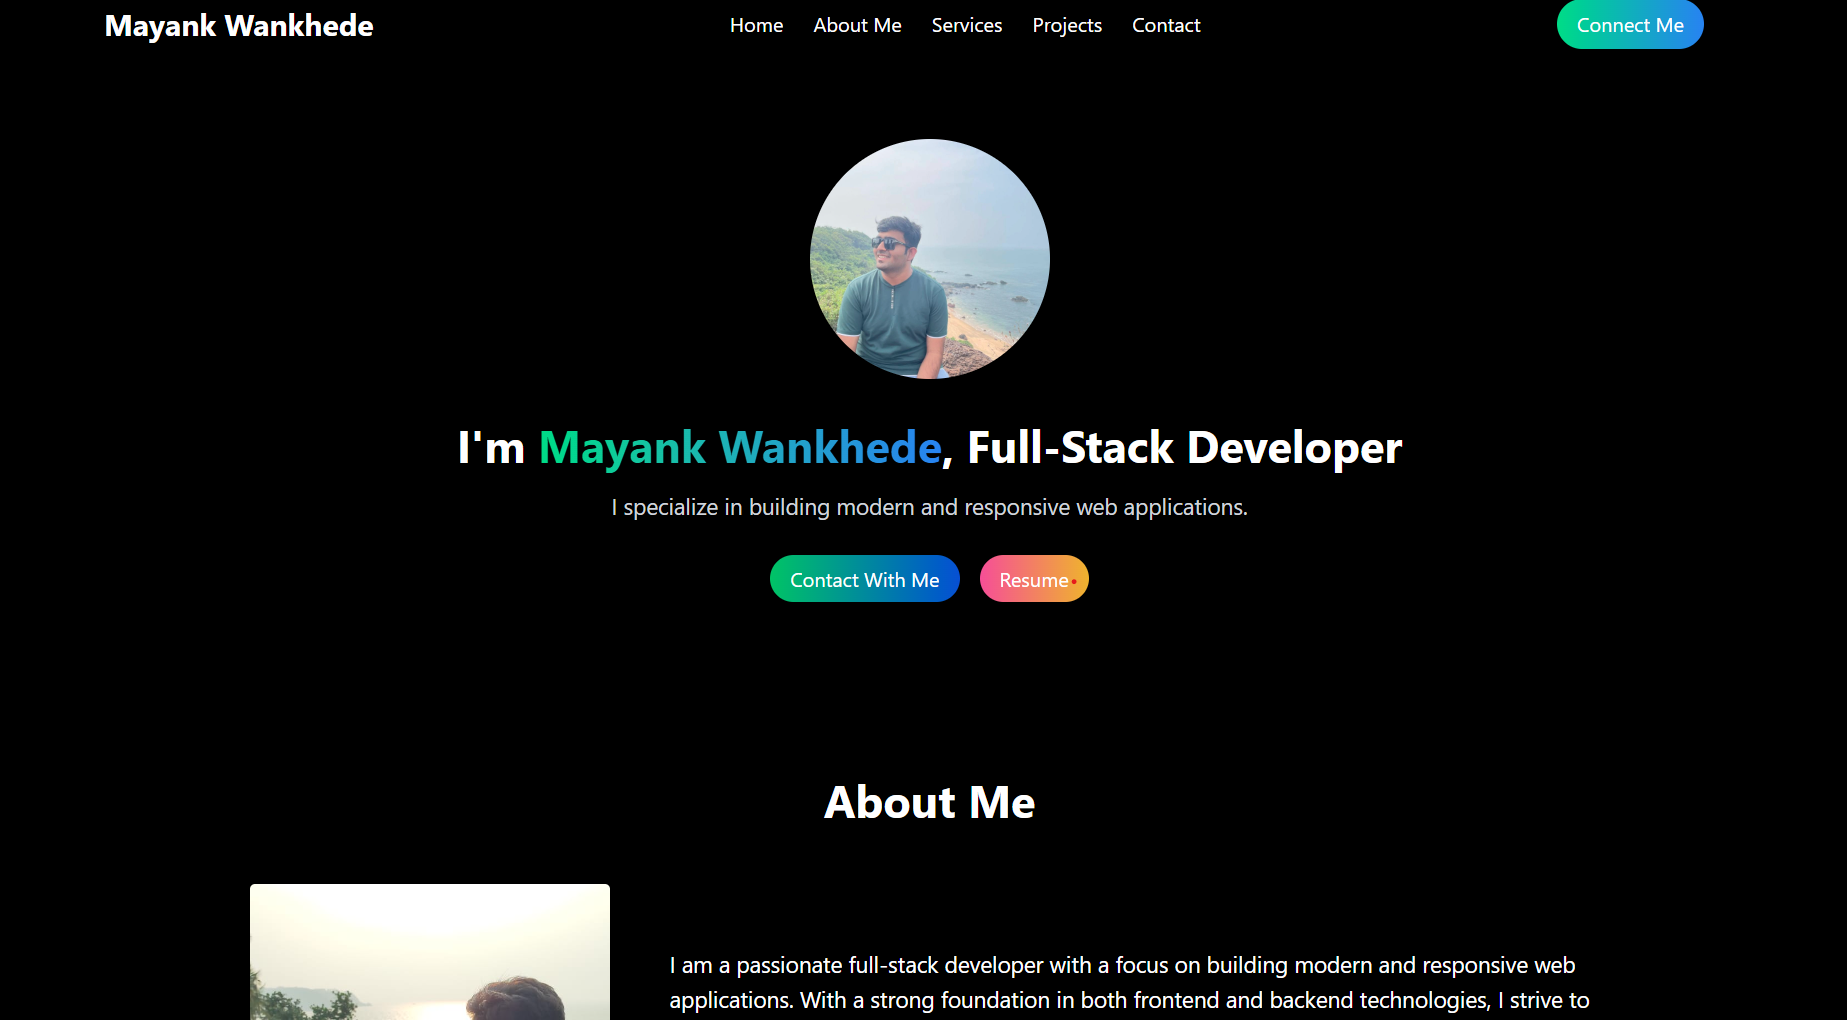 Mayank Wankhede
Home About Me Services Projects Contact
Connect Me
I'm Mayank Wankhede, Full-Stack Developer
I specialize in building modern and responsive web applications.
Contact With Me Resume
About Me
I am a passionate full-stack developer with a focus on building modern and responsive web
applications. With a strong foundation in both frontend and backend technologies, I strive to